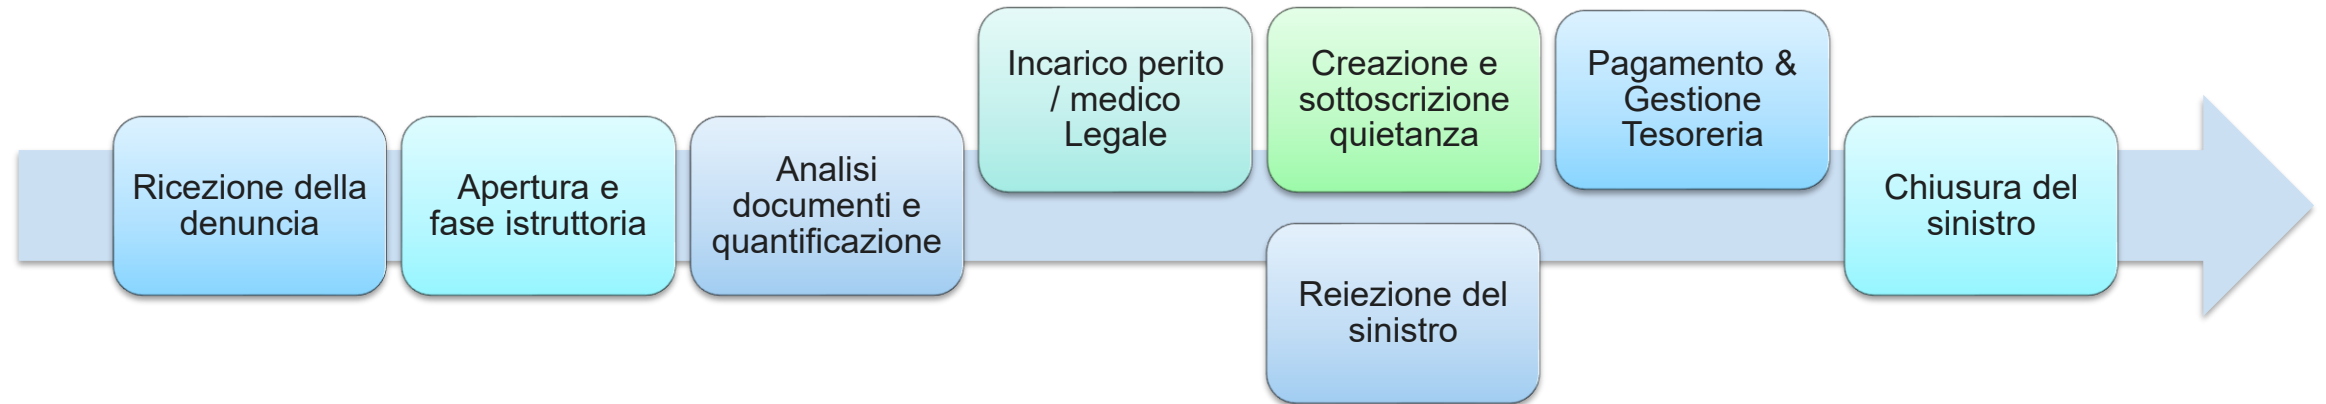 Ricezione della
denuncia
Apertura e
fase istruttoria
Analisi
documenti e
quantificazione
Incarico perito
/ medico
Legale
Creazione e
sottoscrizione
quietanza
Reiezione del
sinistro
Pagamento &
Gestione
Tesoreria
Chiusura del
sinistro